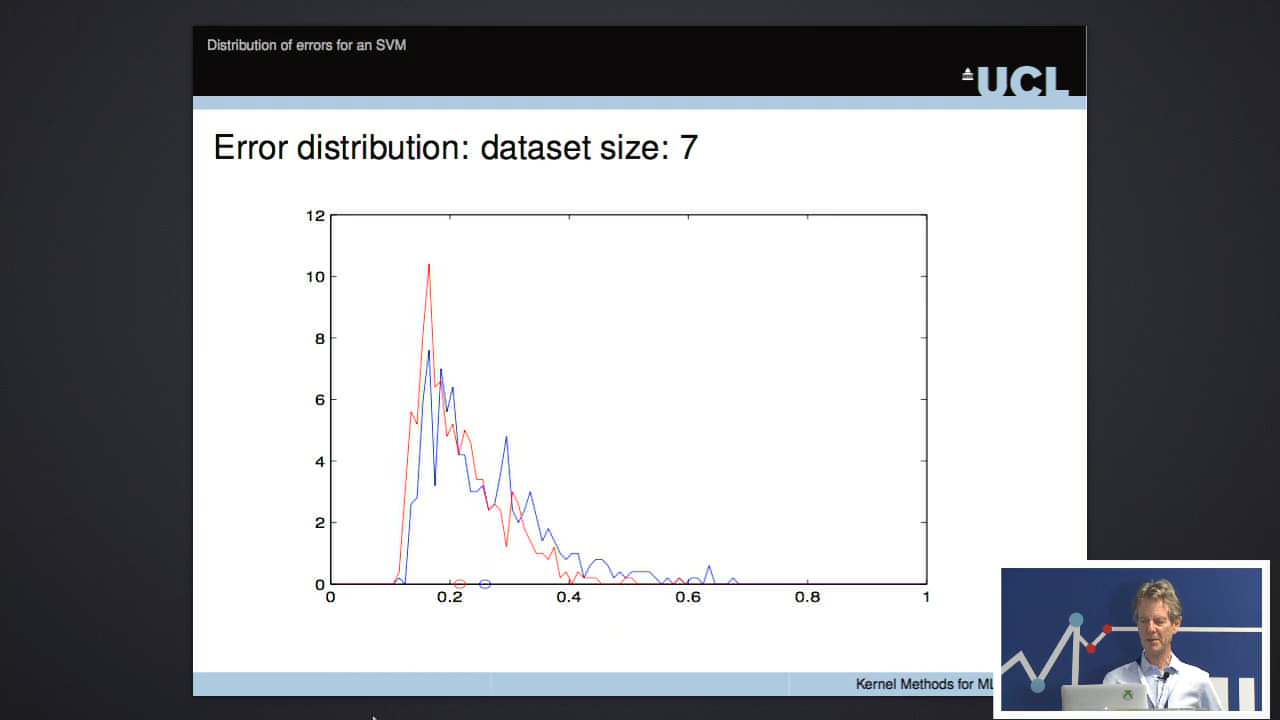 Distribution of errors for an SVM
UCL
Error distribution: dataset size: 7
12
10
8
6
4
2
0
0 0.2 0.4 0.6 0.8 1
Kernel Methods for ML